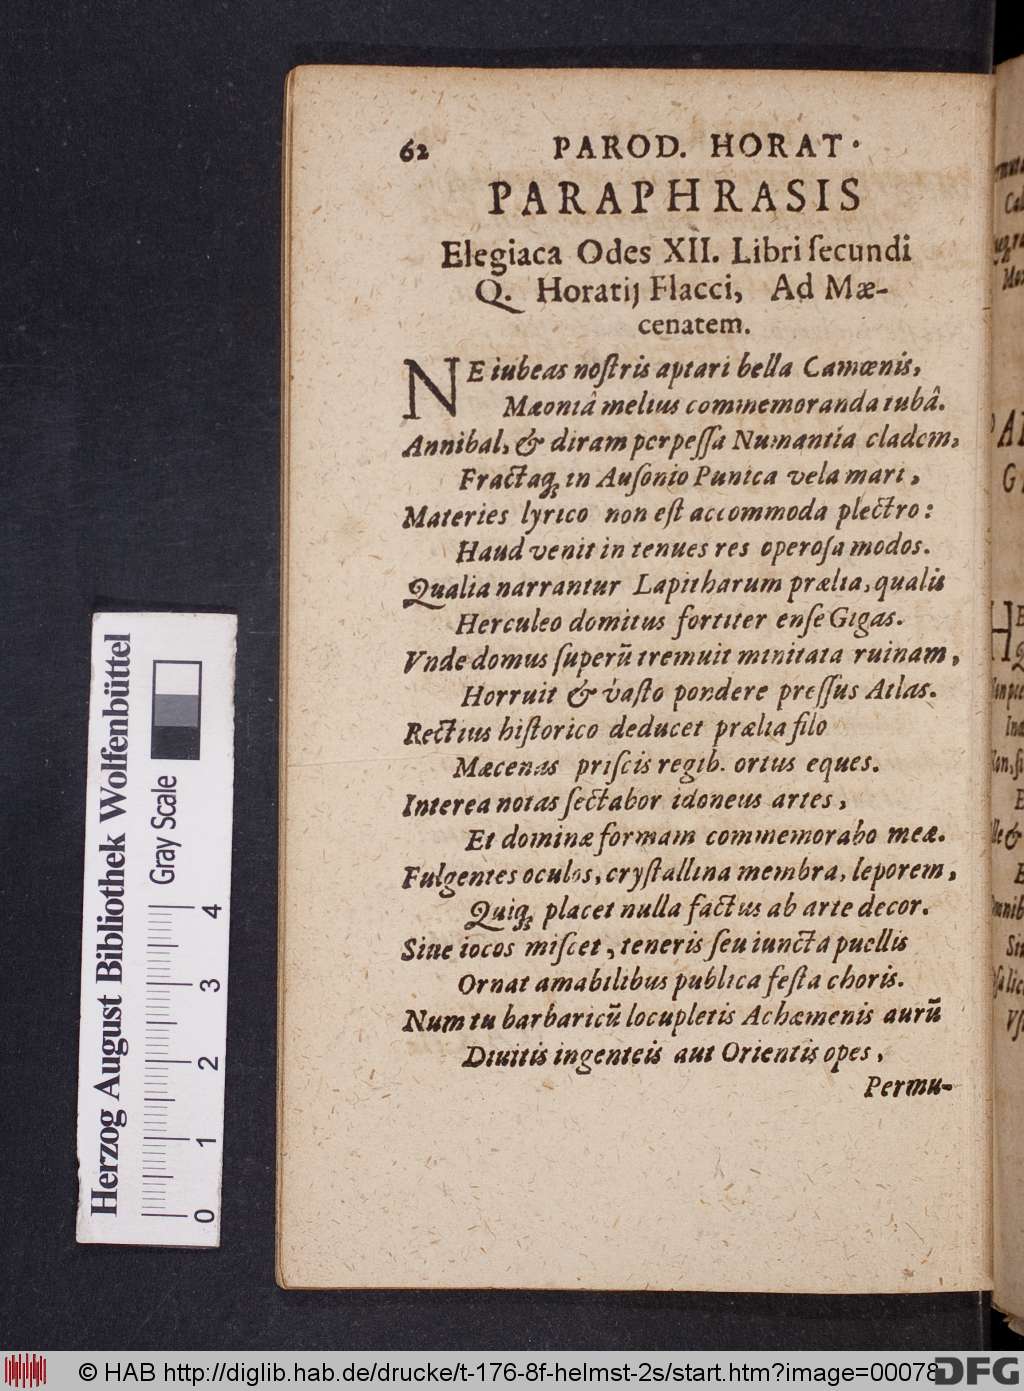 62 PAROD. HORAT.
PARAPHRASIS
Elegiaca Odes XII. Libri ſecundi
Q. Horatij Flacci, Ad Mæ-
cenatem.
NE iubeas noſtris aptari bella Camœnis,
Mæoniâ melius commemoranda tubâ.
Annibal, & diram perpeſſa Numantia cladem,
Fractaq; in Auſonio Punica vela mari,
Materies lyrico non eſt accommoda plectro:
Haud venit in tenues res operoſa modos.
Qualia narrantur Lapitharum prælia, qualis
Herculeo domitus fortiter enſe Gigas.
Vnde domus ſuperũ tremuit minitata ruinam,
Horruit & vaſto pondere preſſus Atlas.
Rectius hiſtorico deducet prælia filo
Mæcenas priſcis regib. ortus eques.
Interea notas ſectabor idoneus artes,
Et dominæ formam commemorabo meæ.
Fulgentes oculos, cryſtallina membra, leporem,
Quiq; placet nulla factus ab arte decor.
Siue iocos miſcet, teneris ſeu iuncta puellis
Ornat amabilibus publica feſta choris.
Num tu barbaricũ locupletis Achæmenis aurũ
Diuitis ingenteis aut Orientis opes,
Permu-
Herzog August Bibliothek Wolfenbüttel
Gray Scale
0 1 2 3 4
© HAB http://diglib.hab.de/drucke/t-176-8f-helmst-2s/start.htm?image=00078
DFG